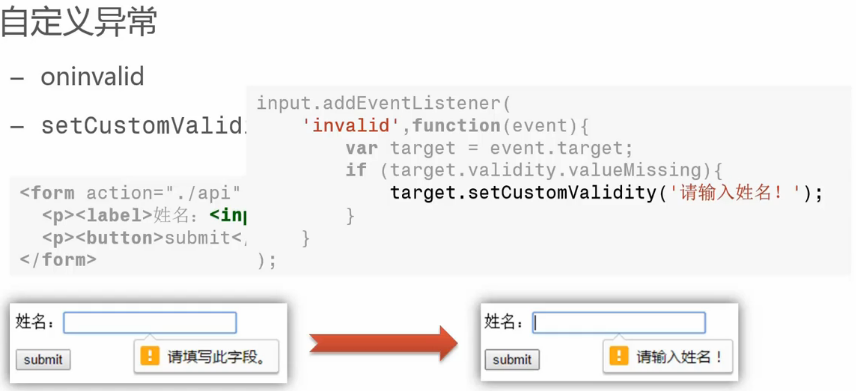 自定义异常
– oninvalid
– setCustomValid
input.addEventListener(
'invalid',function(event){
var target = event.target;
if (target.validity.valueMissing){
target.setCustomValidity('请输入姓名！');
}
}
);
<form action="./api"
<p><label>姓名：<inp
<p><button>submit<
</form>
姓名：
请填写此字段。
submit
姓名：
请输入姓名！
submit